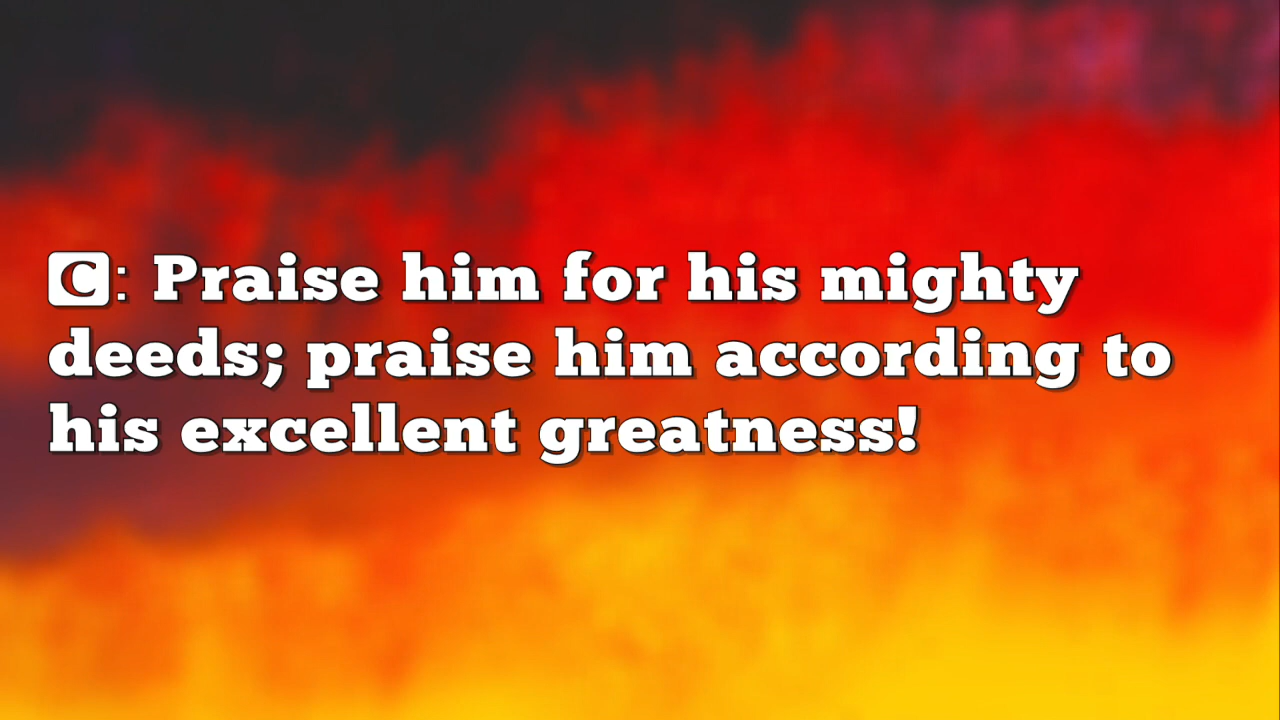 C: Praise him for his mighty
deeds; praise him according to
his excellent greatness!